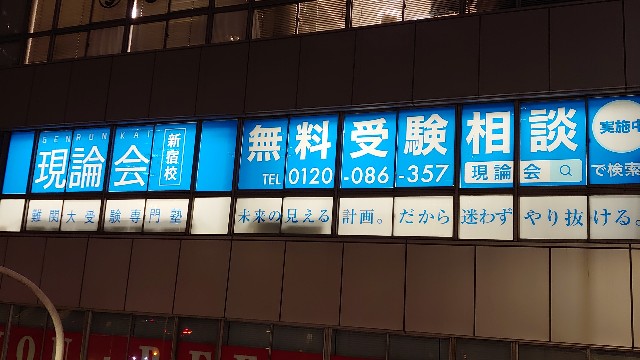 GENRUN KAI
現論会
新宿校
無料受験相談
TEL 0120-086-357
実施中
現論会
で検索
難関大受験専門塾
未来の見える計画。だから迷わずやり抜ける。